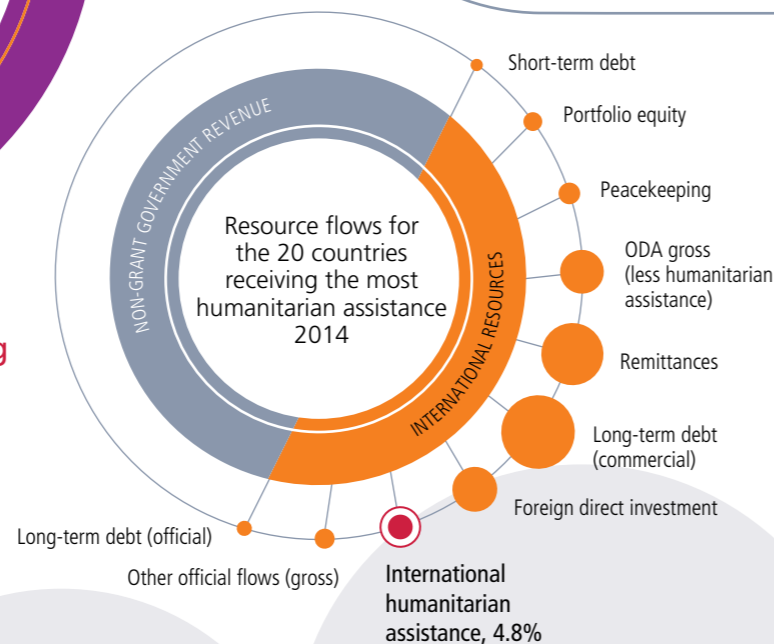 Short-term debt
Portfolio equity
Peacekeeping
ODA gross
(less humanitarian
assistance)
Remittances
Long-term debt
(commercial)
Foreign direct investment
International
humanitarian
assistance, 4.8%
Other official flows (gross)
Long-term debt (official)
NON-GRANT GOVERNMENT REVENUE
INTERNATIONAL RESOURCES
Resource flows for
the 20 countries
receiving the most
humanitarian assistance
2014
g